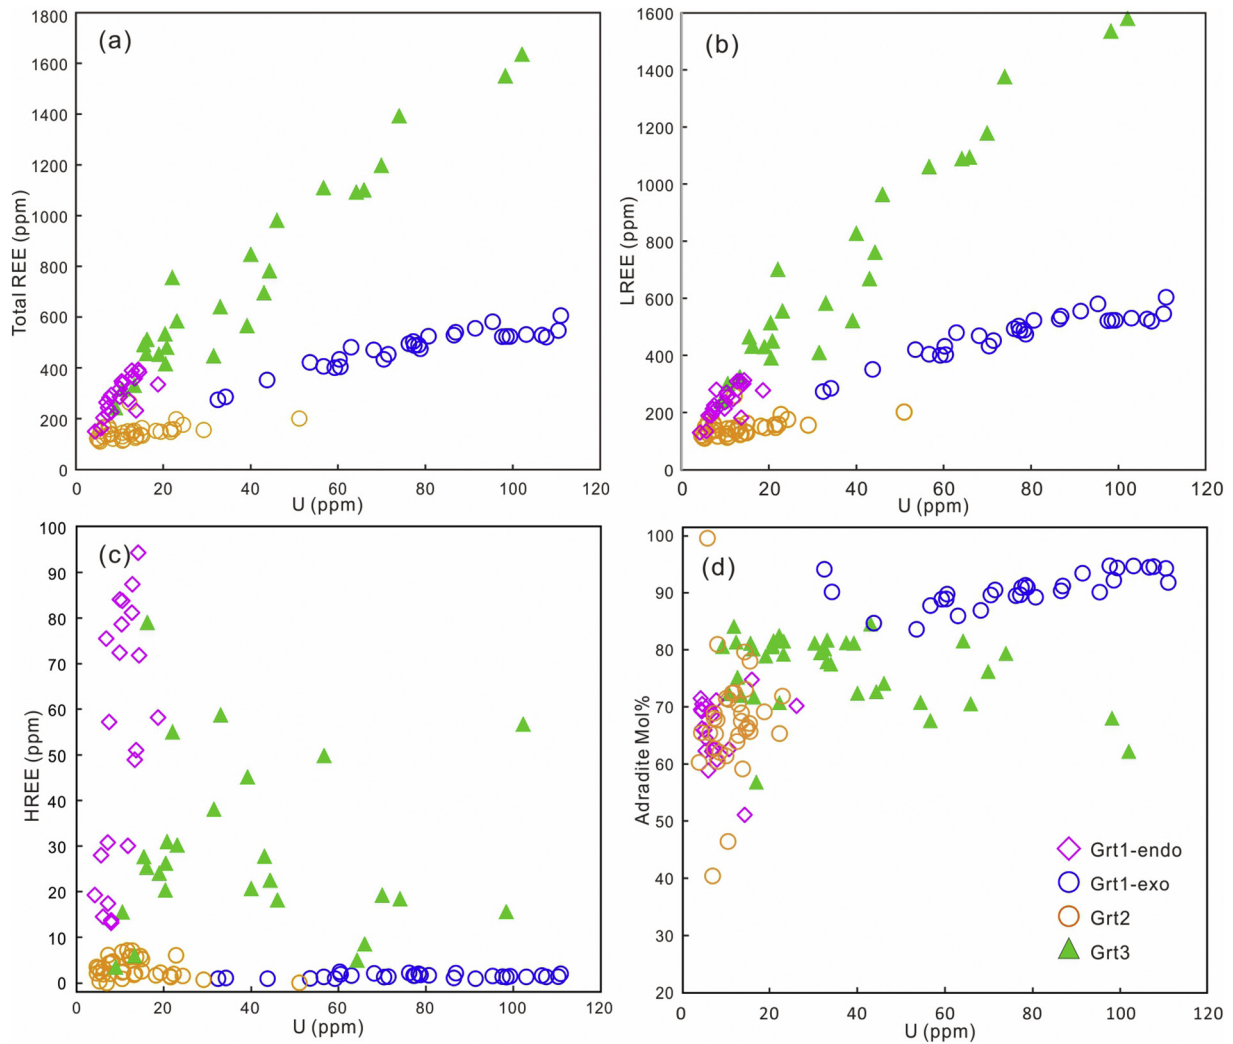 (a)
Total REE (ppm)
1800
1600
1400
1200
1000
800
600
400
200
0
0 20 40 60 80 100 120
U (ppm)
(b)
LREE (ppm)
1600
1400
1200
1000
800
600
400
200
0
0 20 40 60 80 100 120
U (ppm)
(c)
HREE (ppm)
100
90
80
70
60
50
40
30
20
10
0
0 20 40 60 80 100 120
U (ppm)
(d)
Adradite Mol%
100
90
80
70
60
50
40
30
20
0 20 40 60 80 100 120
U (ppm)
Grt1-endo
Grt1-exo
Grt2
Grt3